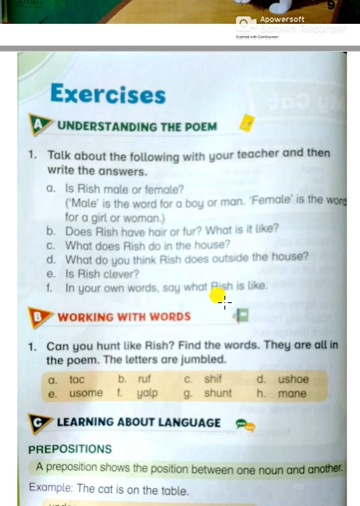 9
Apowersoft
Screen Recorder
Scanned with CamScanner
Exercises
A UNDERSTANDING THE POEM
1. Talk about the following with your teacher and then
write the answers.
a. Is Rish male or female?
('Male' is the word for a boy or man. 'Female' is the word
for a girl or woman.)
b. Does Rish have hair or fur? What is it like?
c. What does Rish do in the house?
d. What do you think Rish does outside the house?
e. Is Rish clever?
f. In your own words, say what Rish is like.
B WORKING WITH WORDS
1. Can you hunt like Rish? Find the words. They are all in
the poem. The letters are jumbled.
a. tac b. ruf c. shif d. ushoe
e. usome f. yalp g. shunt h. mane
C LEARNING ABOUT LANGUAGE
PREPOSITIONS
A preposition shows the position between one noun and another.
Example: The cat is on the table.